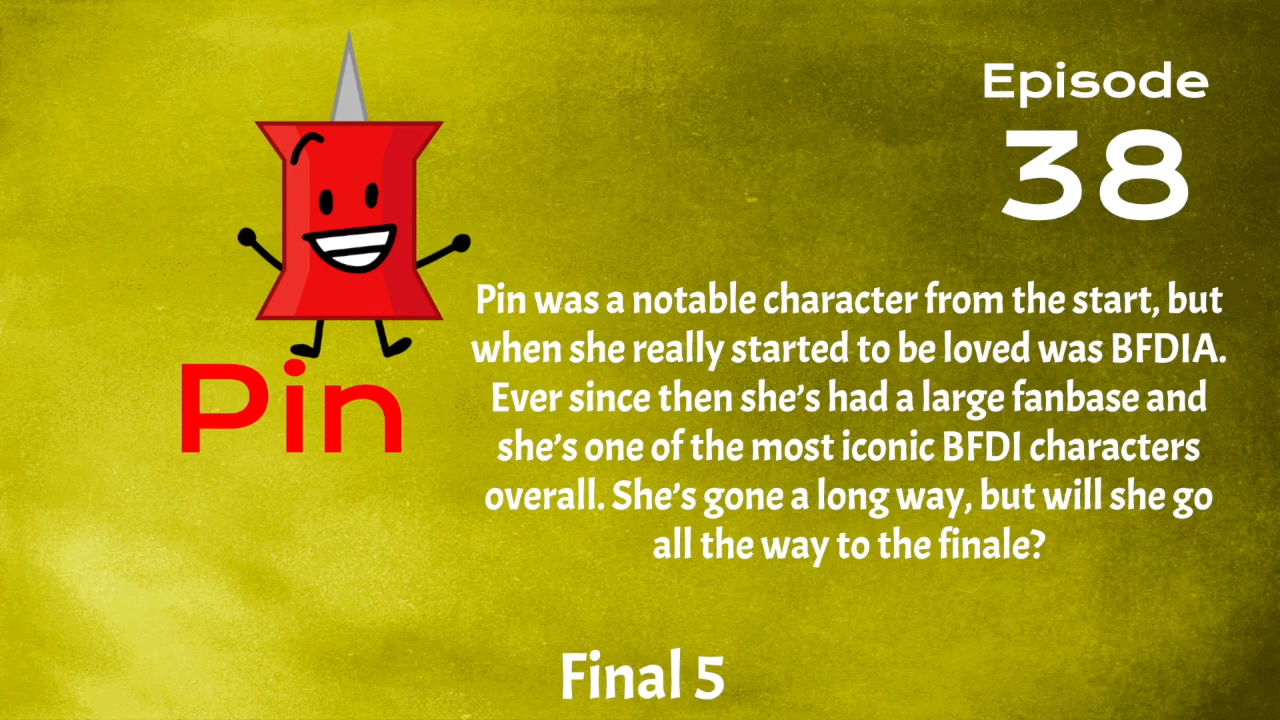 Episode
38
Pin was a notable character from the start, but
when she really started to be loved was BFDIA.
Ever since then she's had a large fanbase and
she's one of the most iconic BFDI characters
overall. She's gone a long way, but will she go
all the way to the finale?
Pin
Final 5